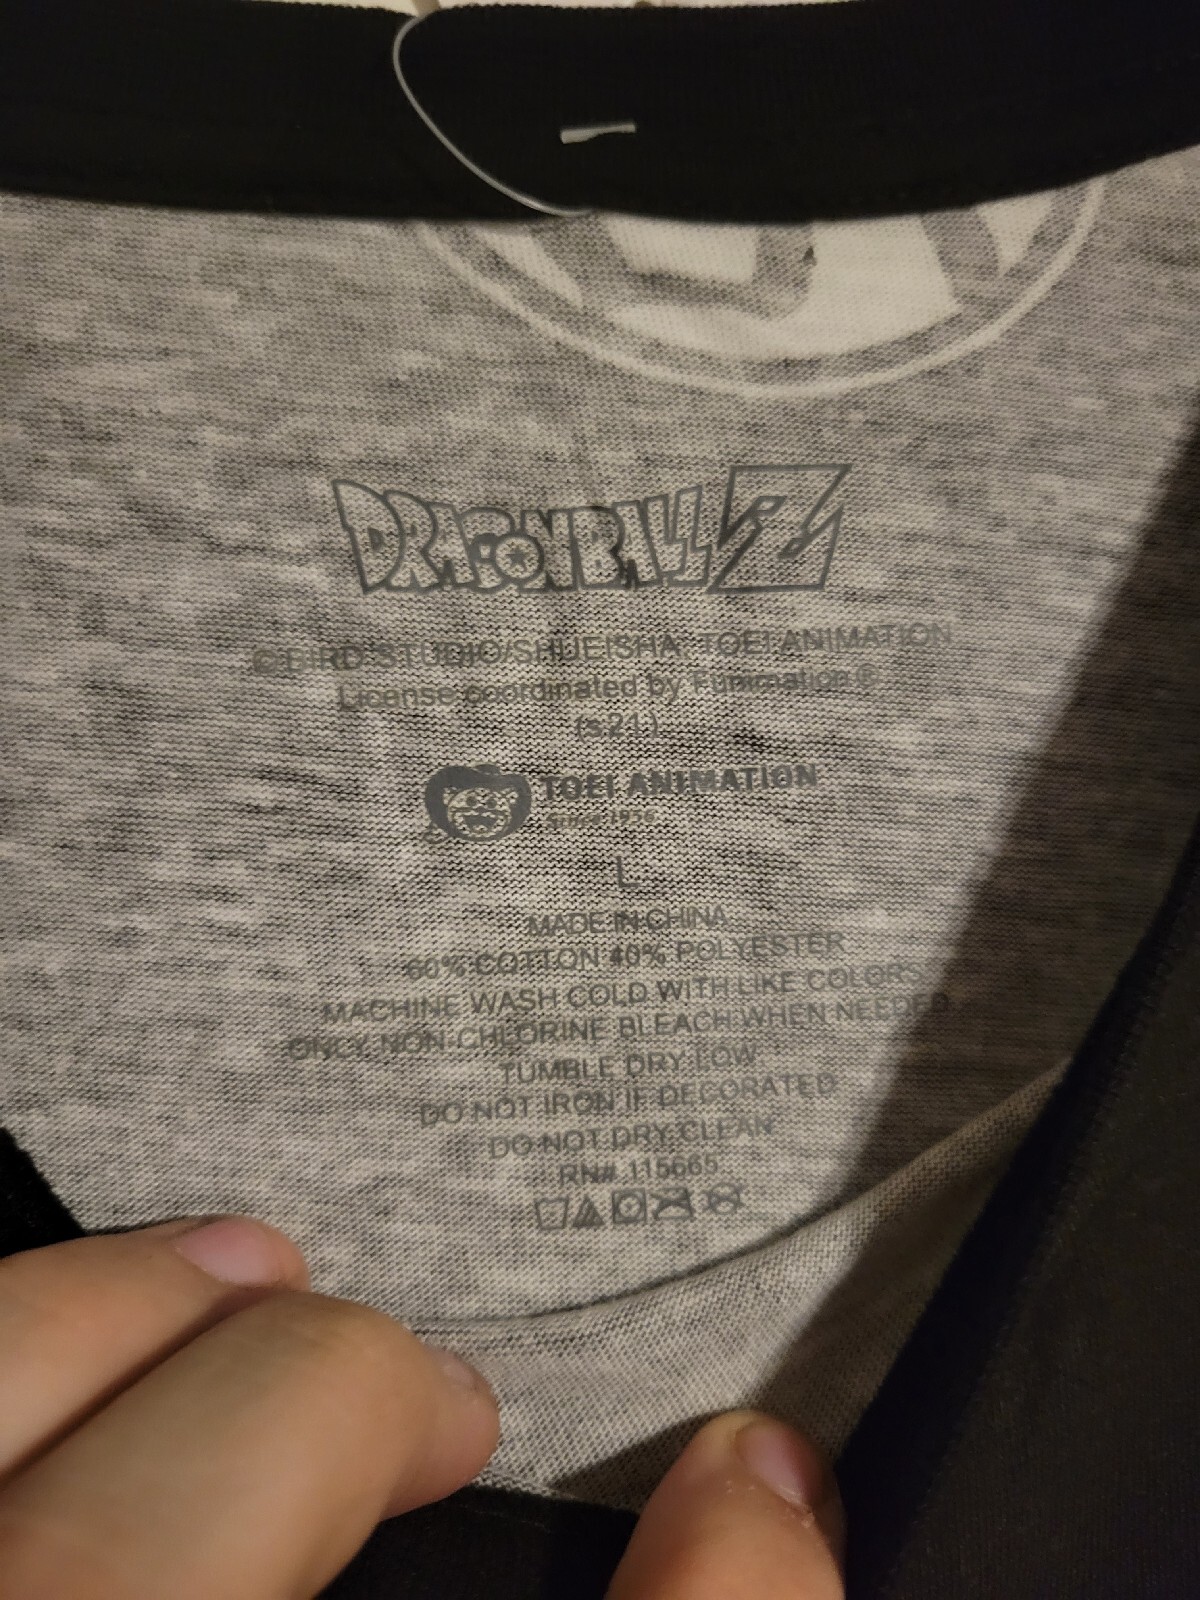 DRAGONBALL Z
© BIRD STUDIO/SHUEISHA, TOEI ANIMATION
License coordinated by Funimation®
(s.21)
TOEI ANIMATION
Since 1956
L
MADE IN CHINA
60% COTTON 40% POLYESTER
MACHINE WASH COLD WITH LIKE COLORS
ONLY NON-CHLORINE BLEACH WHEN NEEDED
TUMBLE DRY LOW
DO NOT IRON IF DECORATED
DO NOT DRY CLEAN
RN# 115665